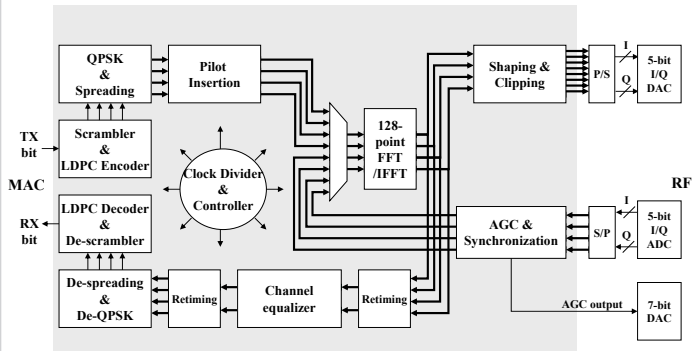 QPSK
&
Spreading
Pilot
Insertion
Shaping &
Clipping
P/S
I
Q
5-bit
I/Q
DAC
TX
bit
Scrambler
&
LDPC Encoder
128-
point
FFT
/IFFT
MAC
Clock Divider
&
Controller
RF
RX
bit
LDPC Decoder
&
De-scrambler
AGC &
Synchronization
S/P
I
Q
5-bit
I/Q
ADC
De-spreading
&
De-QPSK
Retiming
Channel
equalizer
Retiming
AGC output
7-bit
DAC